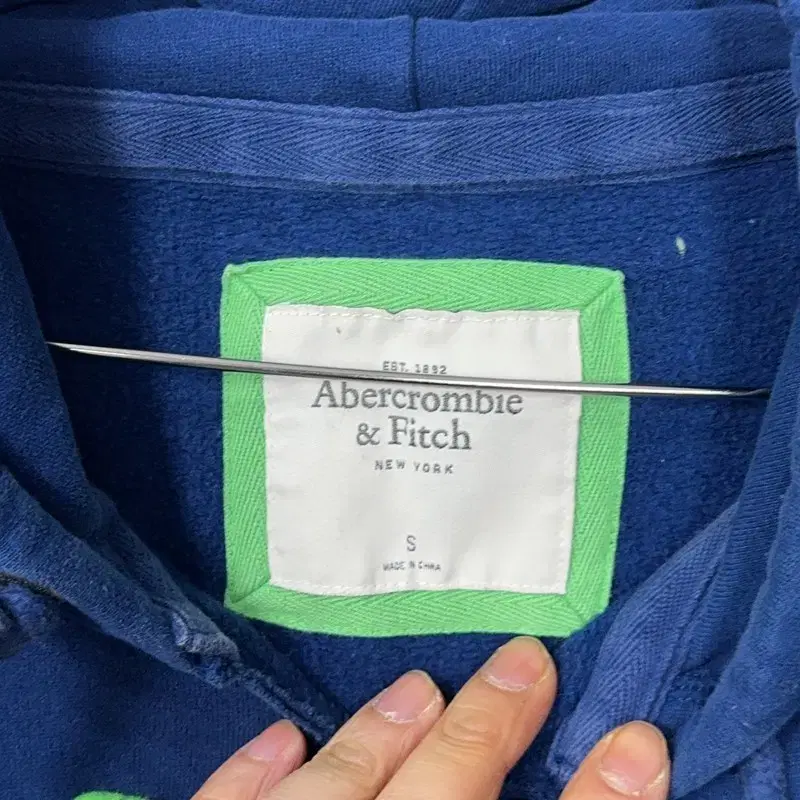 EST. 1892
Abercrombie
& Fitch
NEW YORK
S
MADE IN CHINA